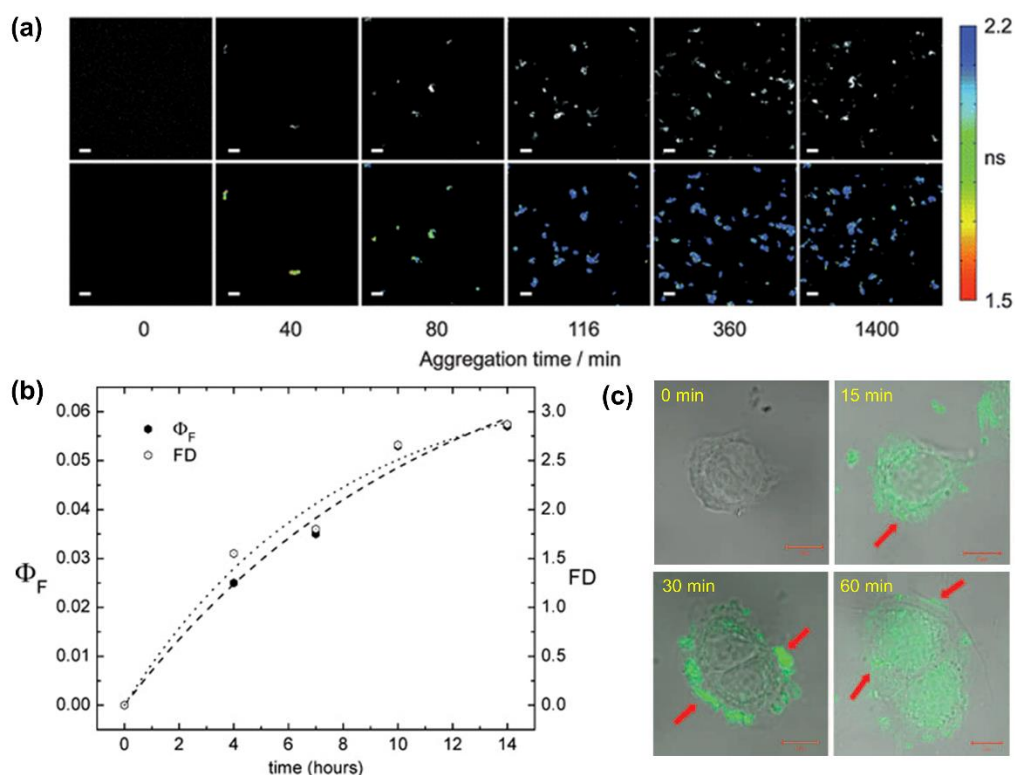 (a)
2.2
ns
1.5
0 40 80 116 360 1400
Aggregation time / min
(b)
0.06
0.05
0.04
0.03
0.02
0.01
0.00
Φ_F
Φ_F
FD
3.0
2.5
2.0
1.5
1.0
0.5
0.0
FD
0 2 4 6 8 10 12 14
time (hours)
(c)
0 min
15 min
30 min
60 min